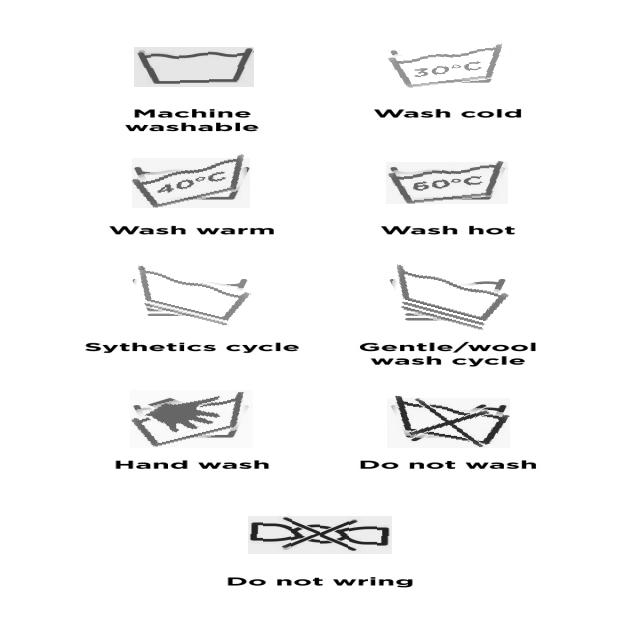 Machine
washable
30°C
Wash cold
40°C
Wash warm
60°C
Wash hot
Sythetics cycle
Gentle/wool
wash cycle
Hand wash
Do not wash
Do not wring